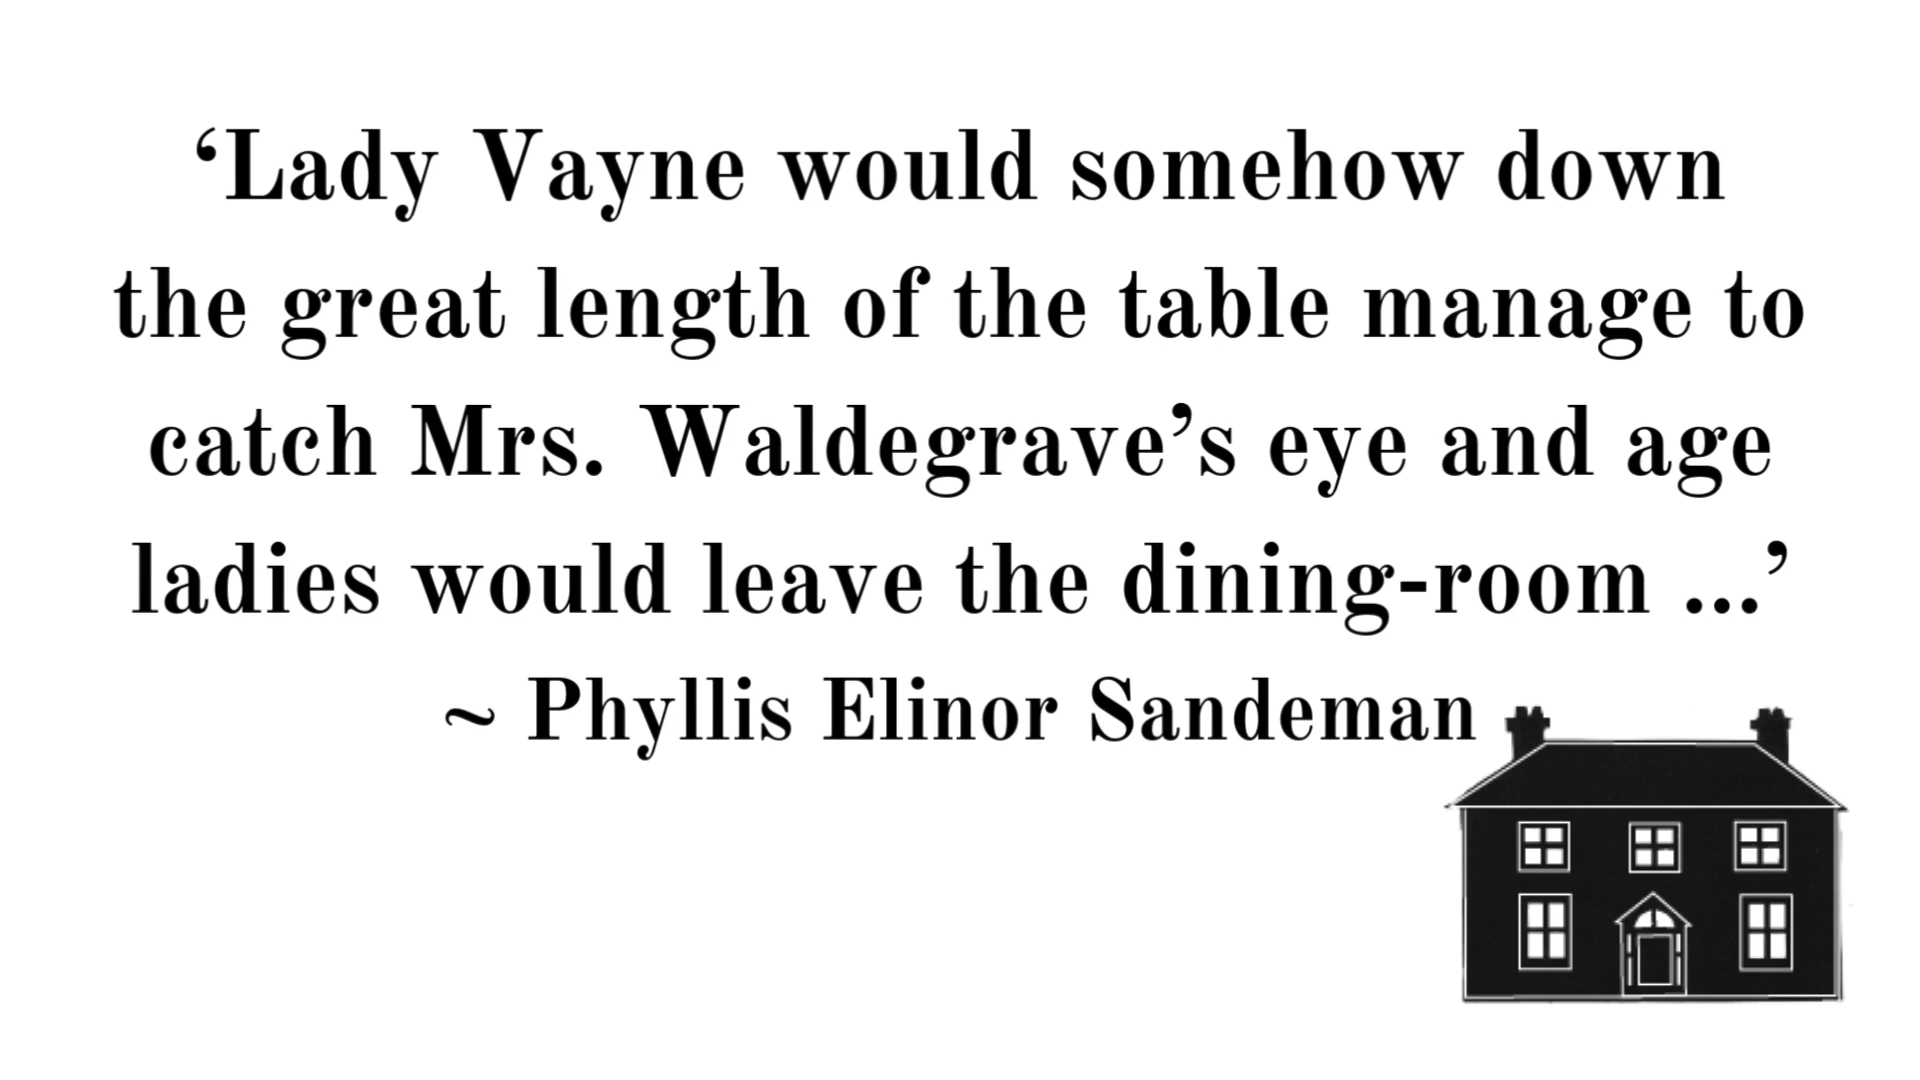 ‘Lady Vayne would somehow down
the great length of the table manage to
catch Mrs. Waldegrave’s eye and age
ladies would leave the dining-room ...’
~ Phyllis Elinor Sandeman